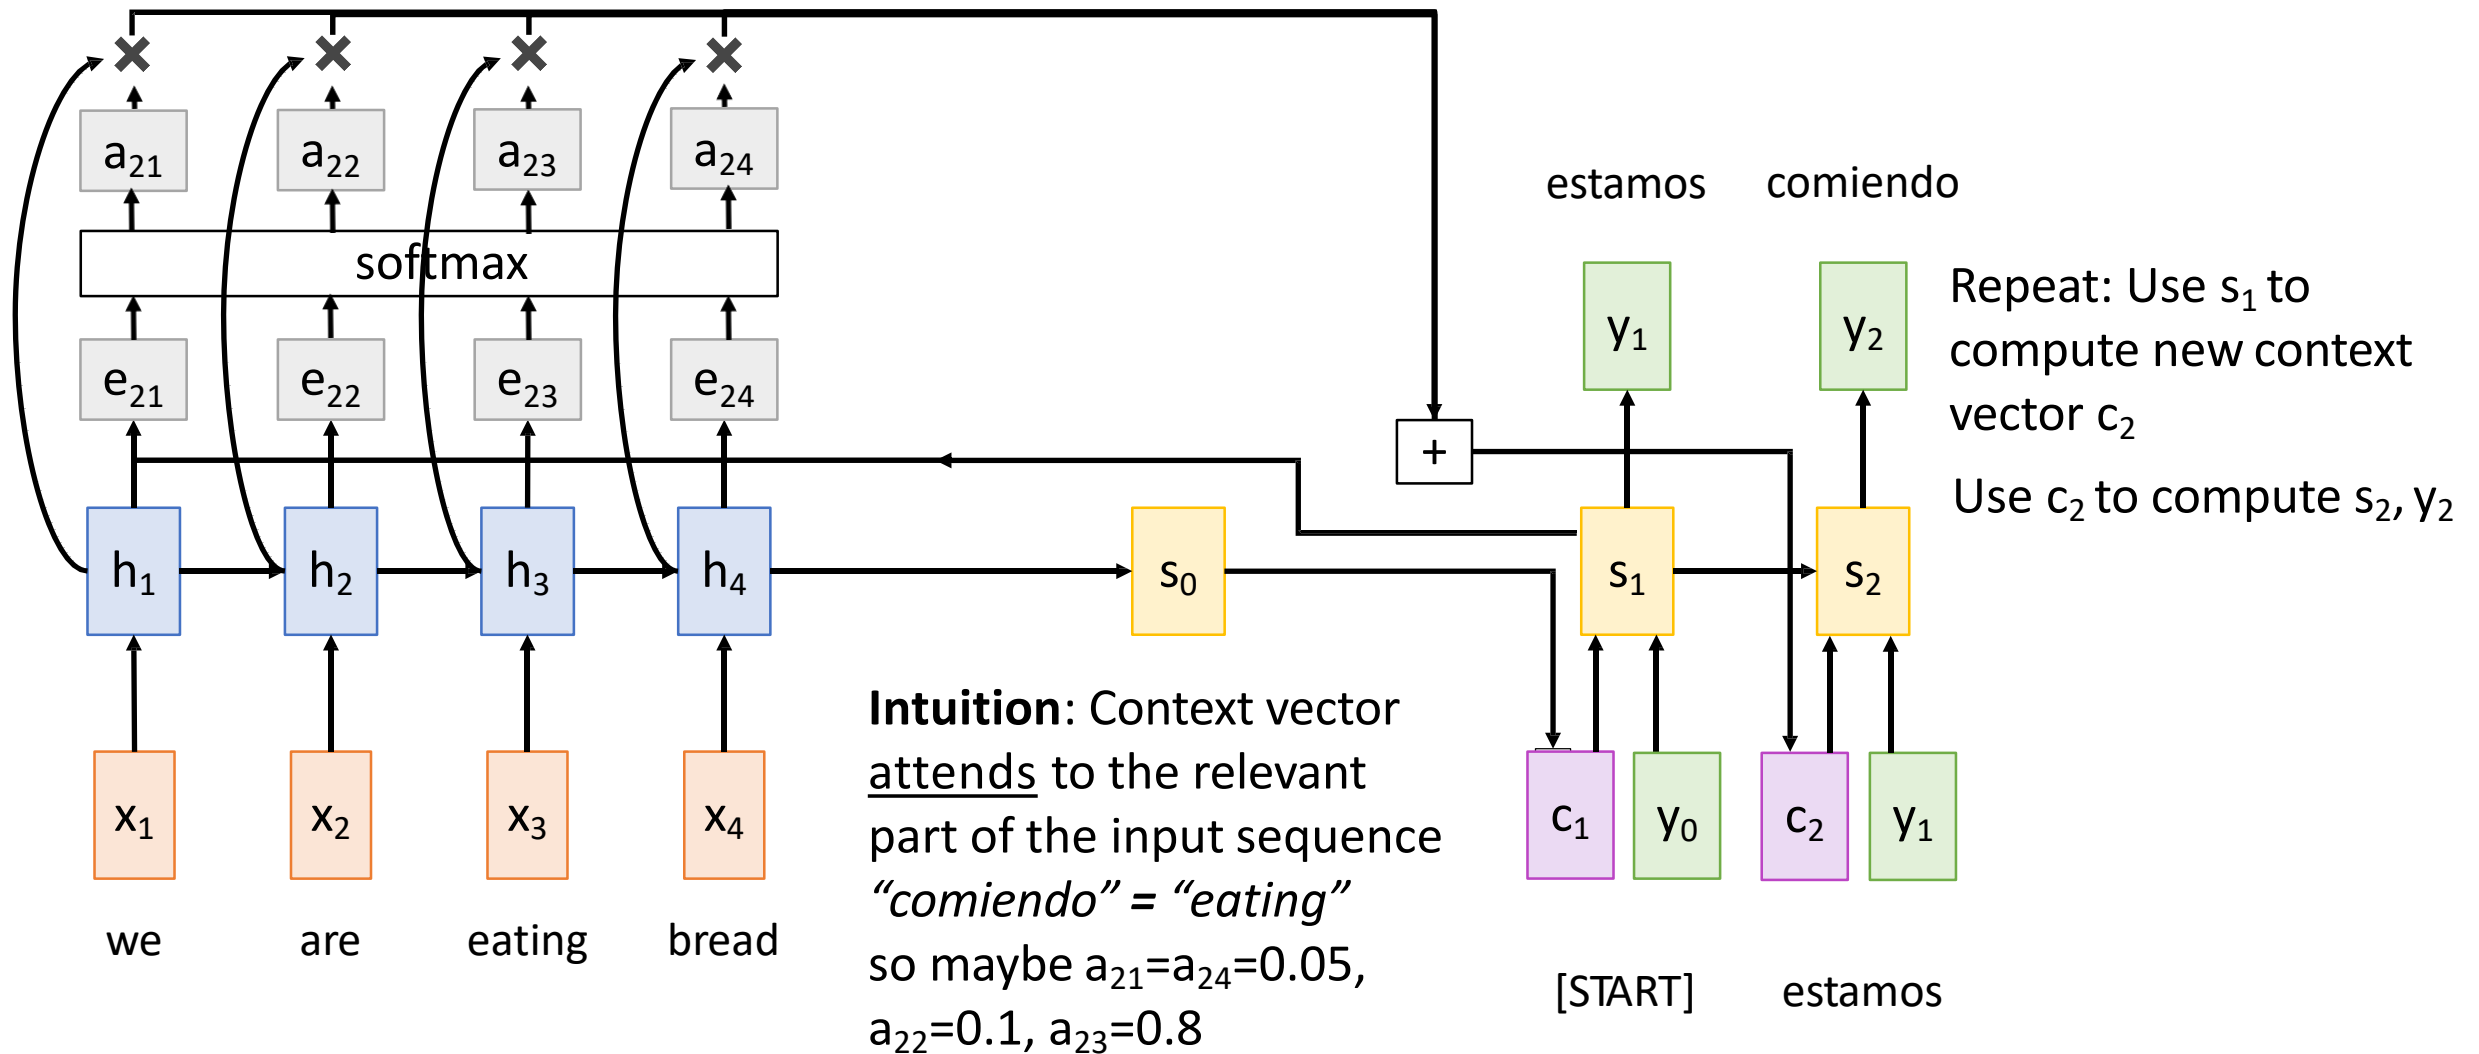 a₂₁ a₂₂ a₂₃ a₂₄
estamos comiendo
softmax
y₁ y₂
Repeat: Use s₁ to
compute new context
vector c₂
e₂₁ e₂₂ e₂₃ e₂₄
+
Use c₂ to compute s₂, y₂
h₁ h₂ h₃ h₄ s₀ s₁ s₂
Intuition: Context vector
attends to the relevant
part of the input sequence
“comiendo” = “eating”
so maybe a₂₁=a₂₄=0.05,
a₂₂=0.1, a₂₃=0.8
x₁ x₂ x₃ x₄
c₁ y₀ c₂ y₁
we are eating bread
[START] estamos